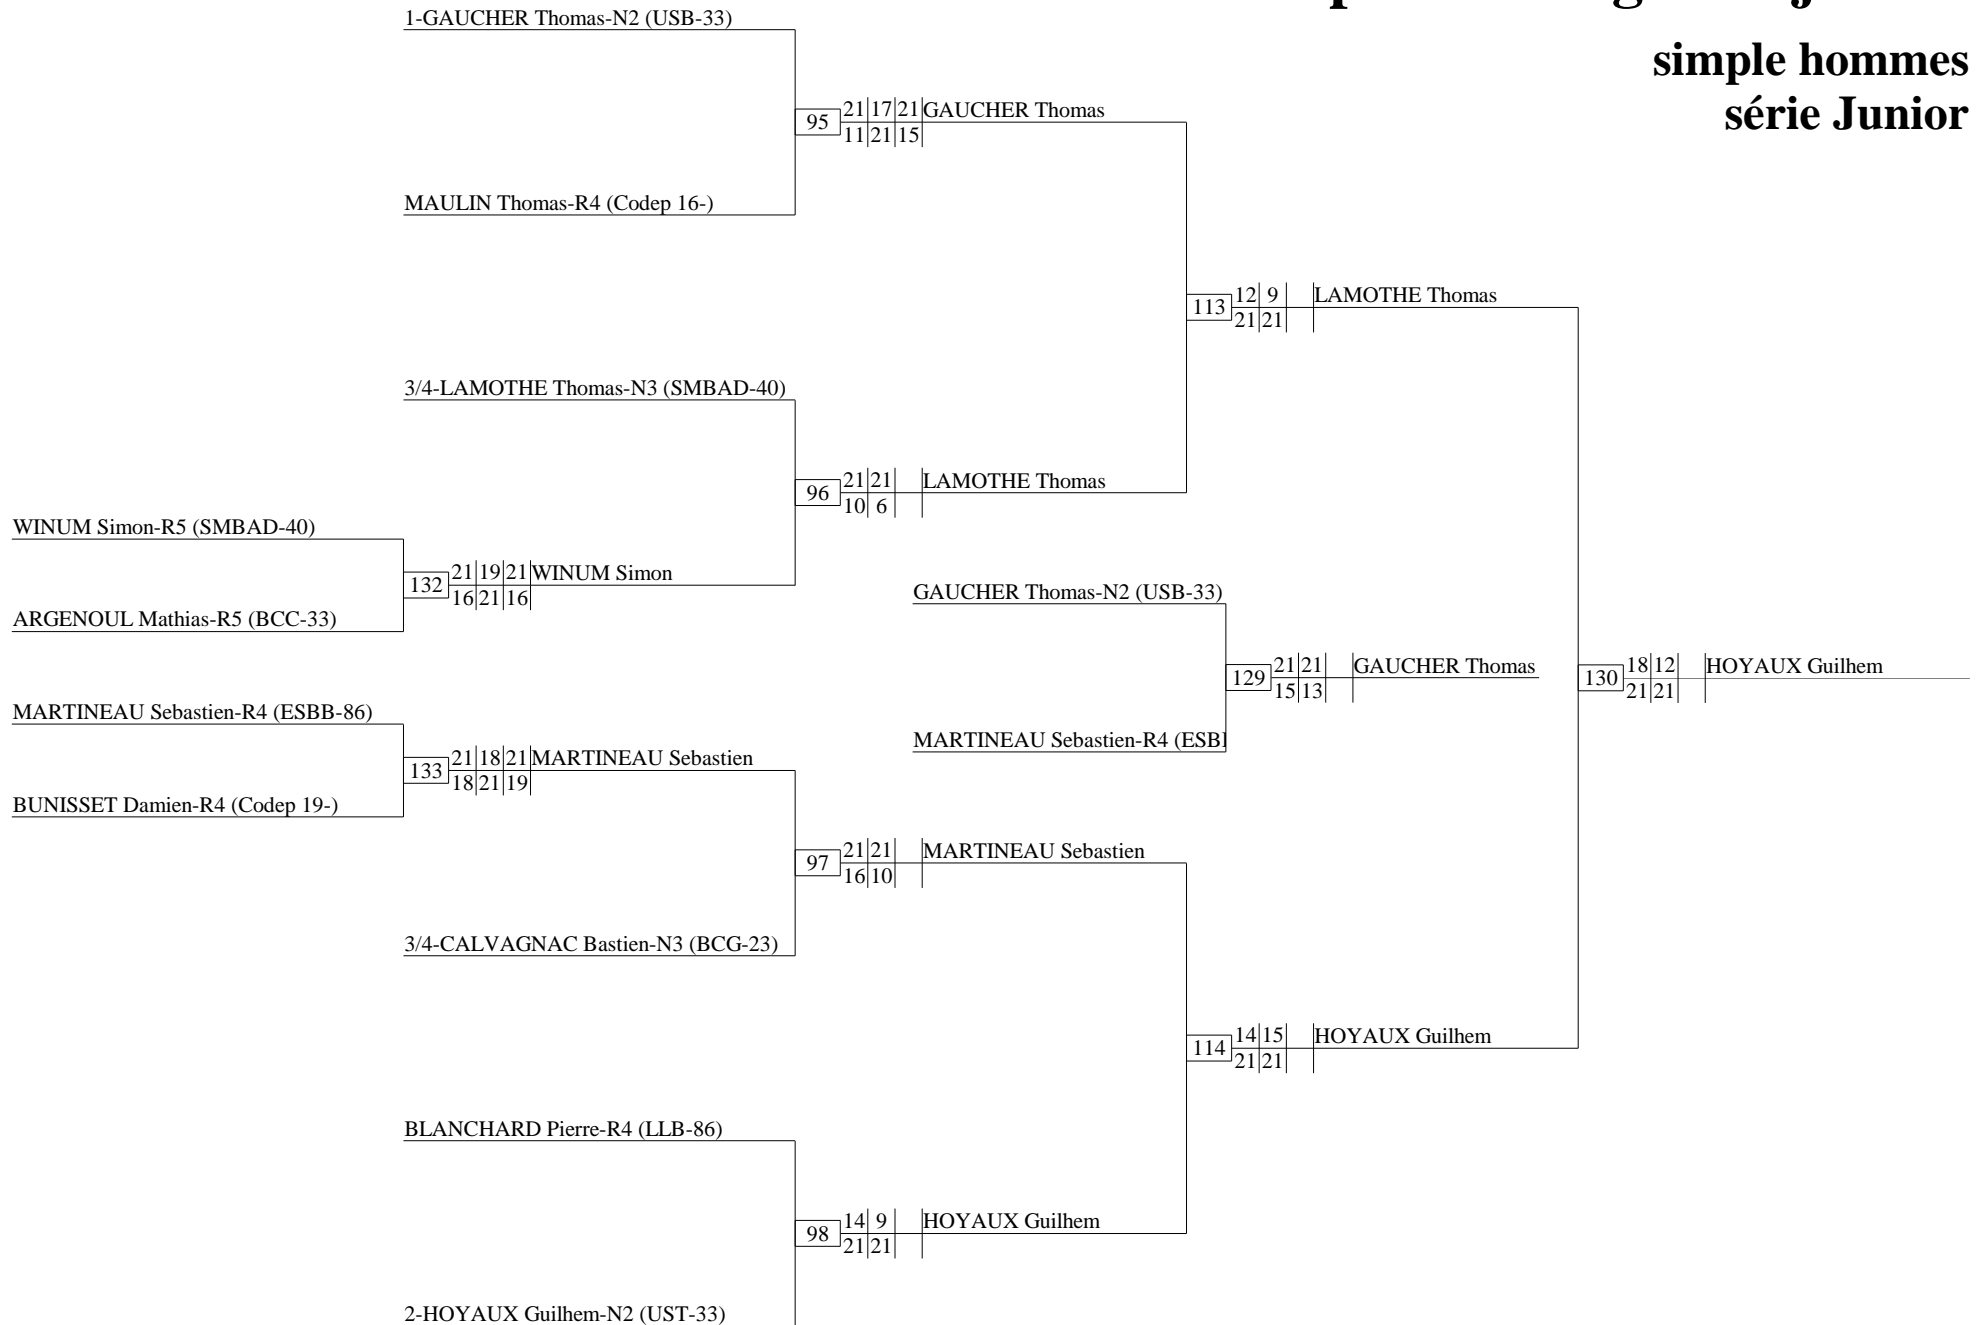 simple hommes
série Junior
1-GAUCHER Thomas-N2 (USB-33)
95
21 17 21
11 21 15
GAUCHER Thomas
MAULIN Thomas-R4 (Codep 16-)
113
12 9
21 21
LAMOTHE Thomas
3/4-LAMOTHE Thomas-N3 (SMBAD-40)
96
21 21
10 6
LAMOTHE Thomas
WINUM Simon-R5 (SMBAD-40)
132
21 19 21
16 21 16
WINUM Simon
ARGENOUL Mathias-R5 (BCC-33)
GAUCHER Thomas-N2 (USB-33)
129
21 21
15 13
GAUCHER Thomas
MARTINEAU Sebastien-R4 (ESBI
130
18 12
21 21
HOYAUX Guilhem
MARTINEAU Sebastien-R4 (ESBB-86)
133
21 18 21
18 21 19
MARTINEAU Sebastien
BUNISSET Damien-R4 (Codep 19-)
97
21 21
16 10
MARTINEAU Sebastien
3/4-CALVAGNAC Bastien-N3 (BCG-23)
114
14 15
21 21
HOYAUX Guilhem
BLANCHARD Pierre-R4 (LLB-86)
98
14 9
21 21
HOYAUX Guilhem
2-HOYAUX Guilhem-N2 (UST-33)